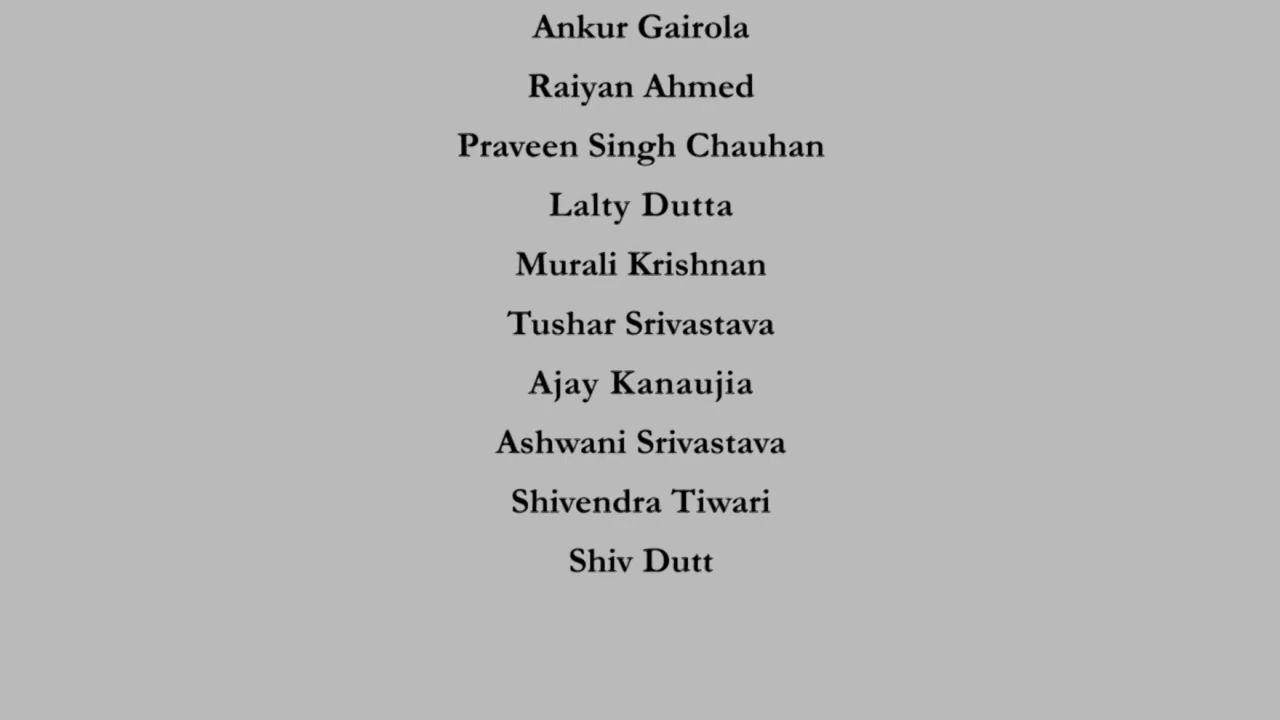 Ankur Gairola
Raiyan Ahmed
Praveen Singh Chauhan
Lalty Dutta
Murali Krishnan
Tushar Srivastava
Ajay Kanaujia
Ashwani Srivastava
Shivendra Tiwari
Shiv Dutt